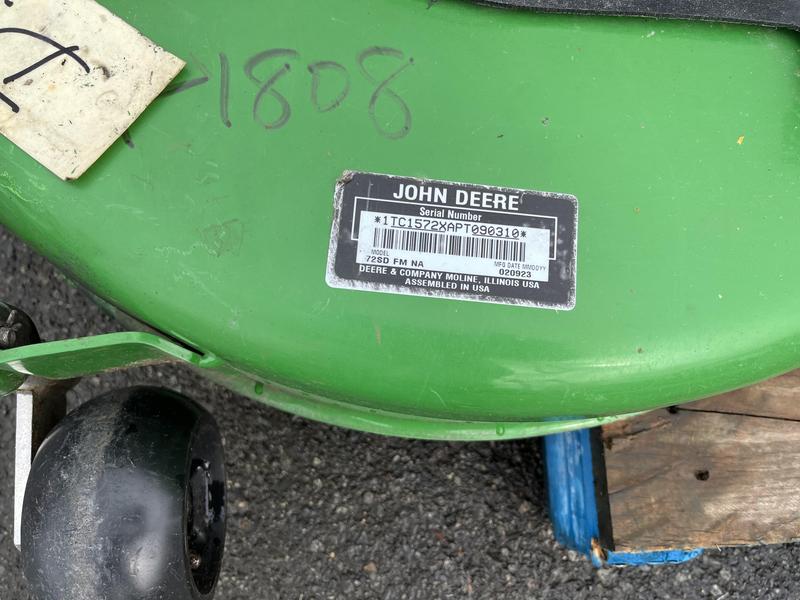 1808
JOHN DEERE
Serial Number
*1TC1572XAPT090310*
MODEL
72SD FM NA
MFG DATE MMDDYY
020923
DEERE & COMPANY MOLINE, ILLINOIS USA
ASSEMBLED IN USA